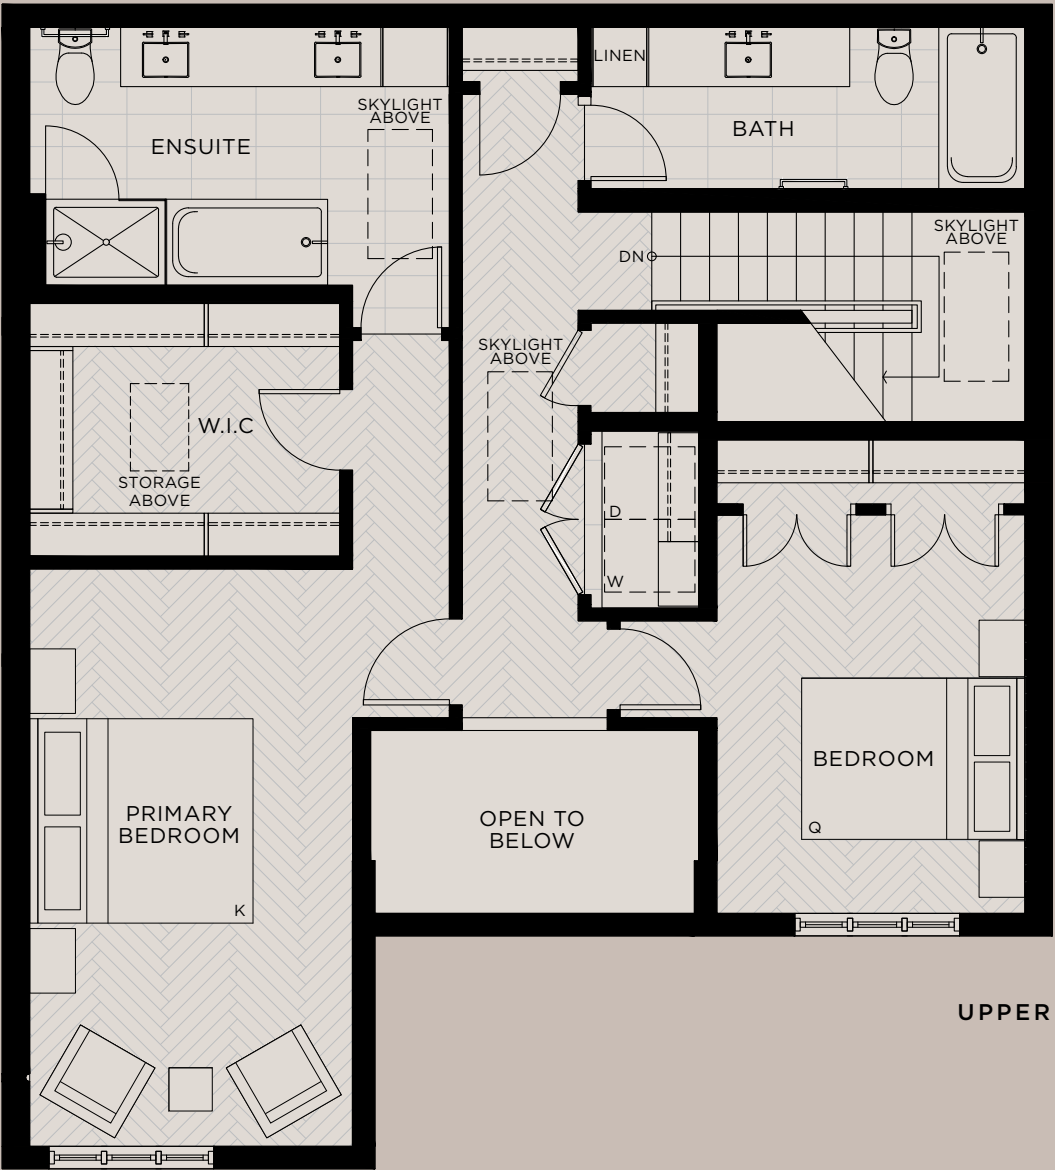 LINEN
SKYLIGHT
ABOVE
ENSUITE
BATH
SKYLIGHT
ABOVE
DN
SKYLIGHT
ABOVE
W.I.C
STORAGE
ABOVE
D
W
BEDROOM
Q
PRIMARY
BEDROOM
K
OPEN TO
BELOW
UPPER